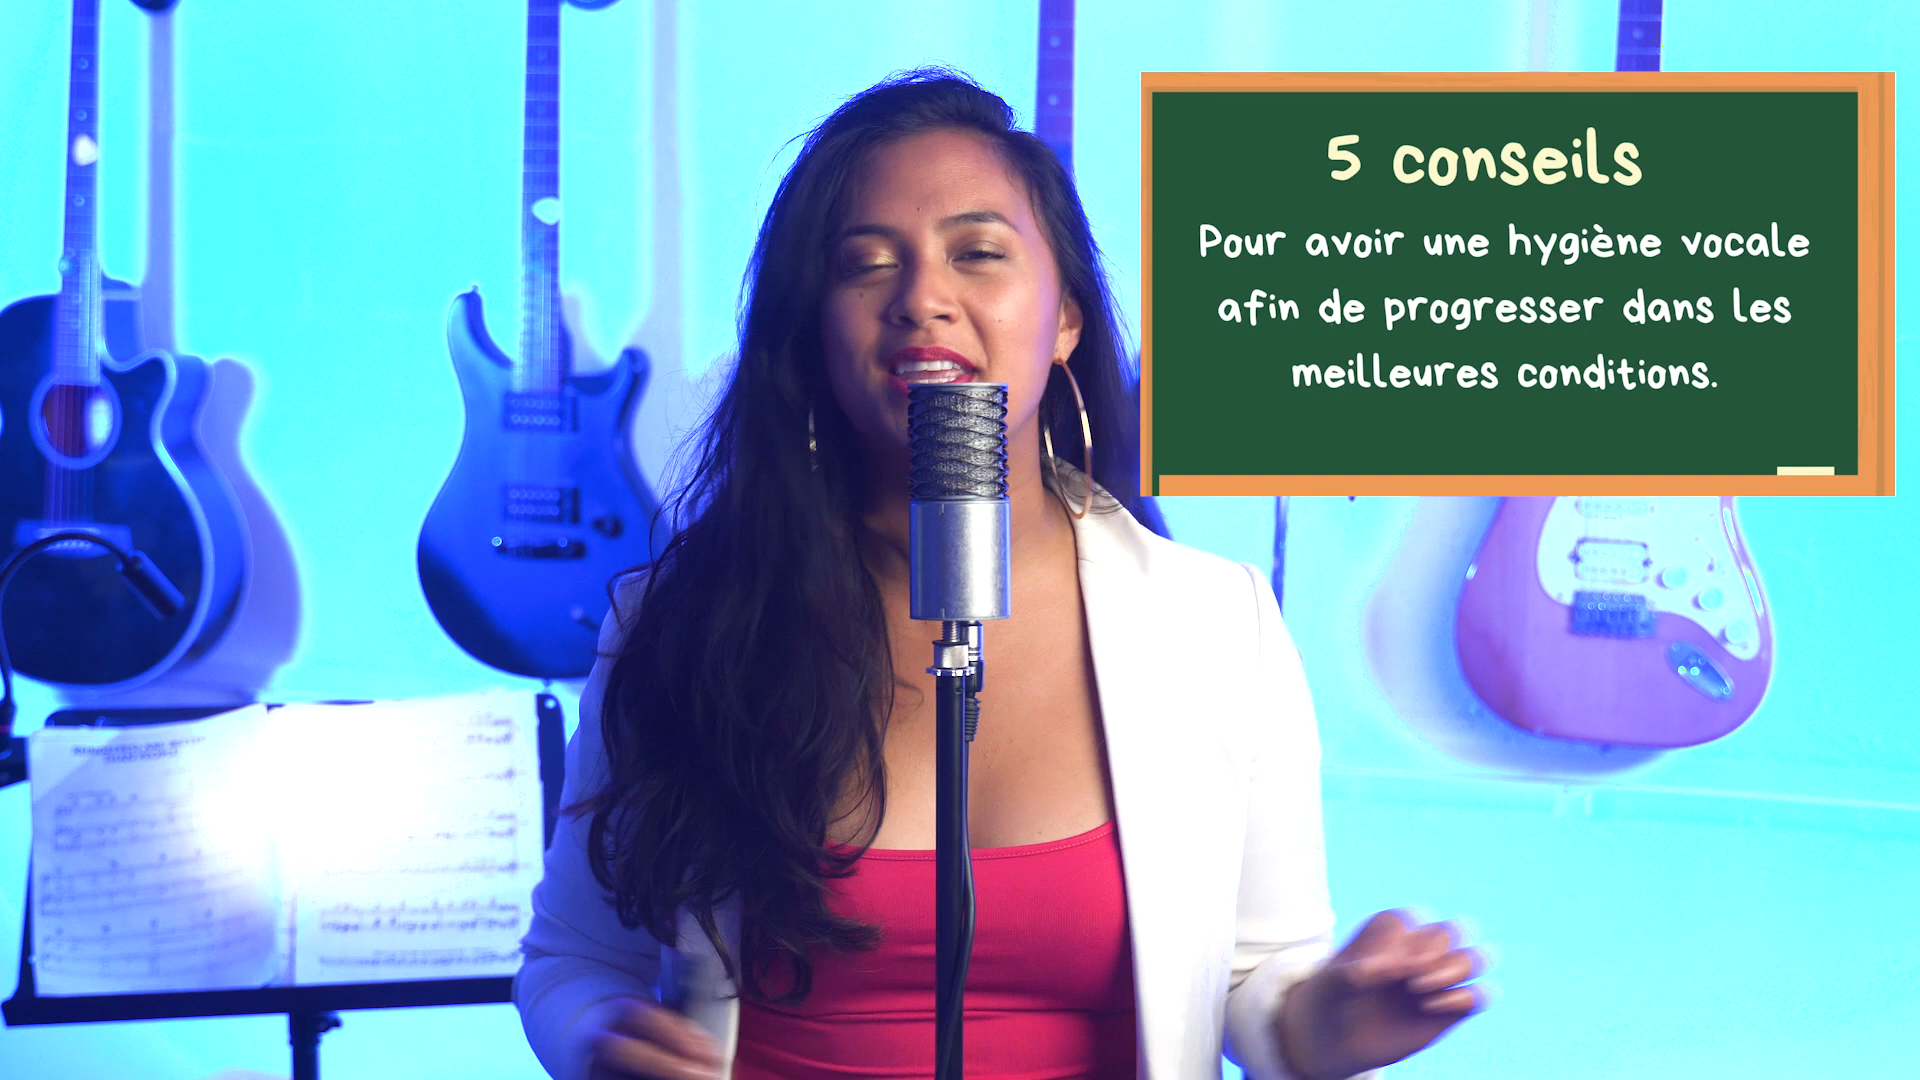 5 conseils
Pour avoir une hygiène vocale
afin de progresser dans les
meilleures conditions.